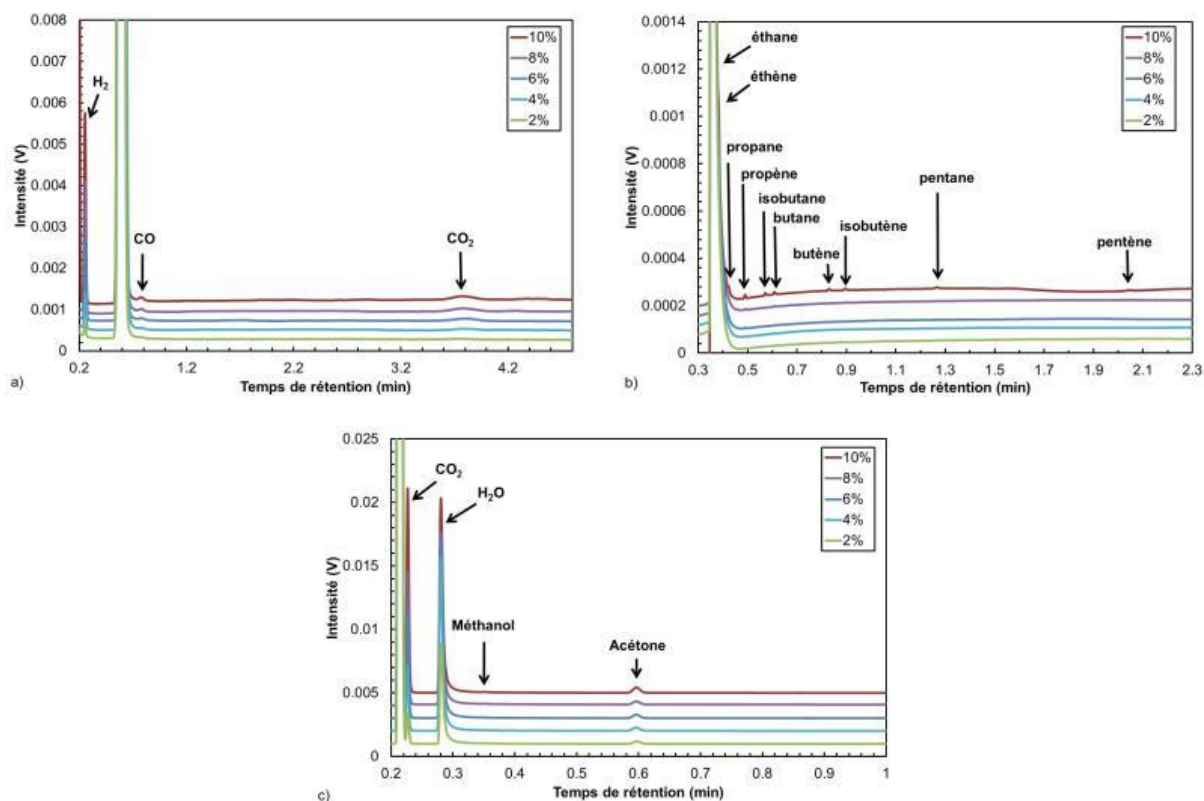 0.008
0.007
0.006
0.005
0.004
0.003
0.002
0.001
0
Intensité (V)
H2
CO
CO2
10%
8%
6%
4%
2%
0.2
1.2
2.2
3.2
4.2
Temps de rétention (min)
a)
0.0014
0.0012
0.001
0.0008
0.0006
0.0004
0.0002
0
Intensité (V)
éthane
éthène
propane
propène
isobutane
butane
butène
isobutène
pentane
pentène
10%
8%
6%
4%
2%
0.3
0.5
0.7
0.9
1.1
1.3
1.5
1.7
1.9
2.1
2.3
Temps de rétention (min)
b)
0.025
0.02
0.015
0.01
0.005
0
Intensité (V)
CO2
H2O
Méthanol
Acétone
10%
8%
6%
4%
2%
0.2
0.3
0.4
0.5
0.6
0.7
0.8
0.9
1
Temps de rétention (min)
c)